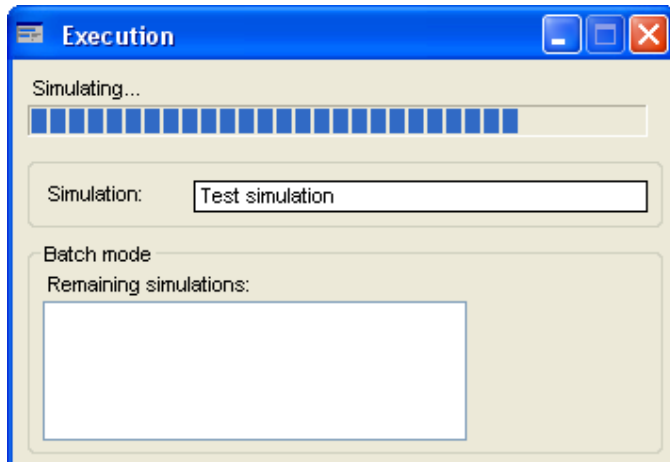 Execution
Simulating...
Simulation: Test simulation
Batch mode
Remaining simulations: